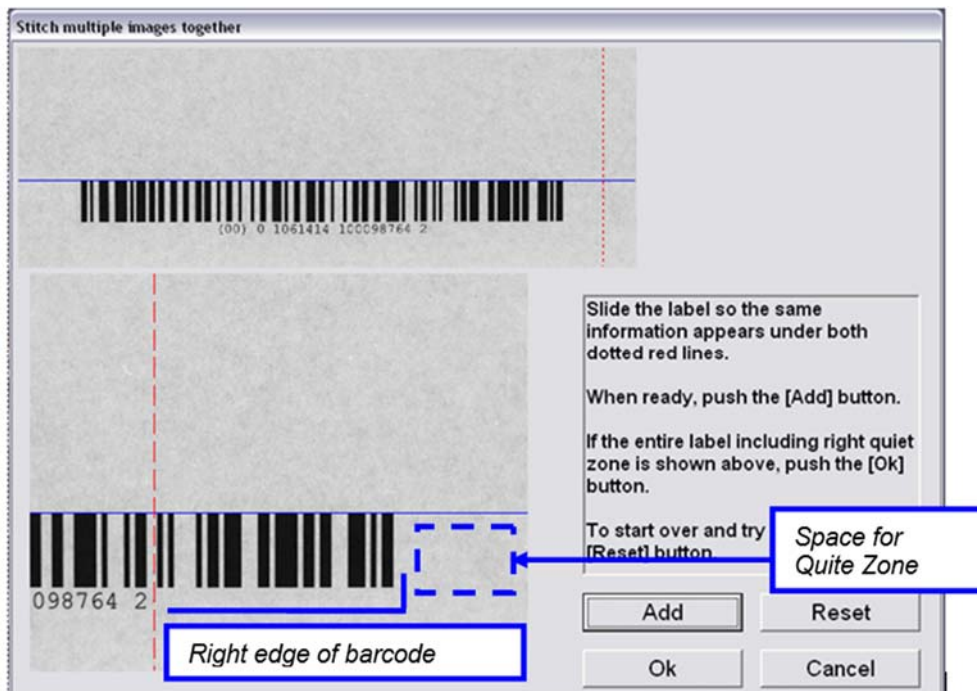 Stitch multiple images together
(00) 0 1061414 100098764 2
Slide the label so the same
information appears under both
dotted red lines.
When ready, push the [Add] button.
If the entire label including right quiet
zone is shown above, push the [Ok]
button.
To start over and try
[Reset] button.
Space for
Quite Zone
098764 2
Right edge of barcode
Add
Reset
Ok
Cancel